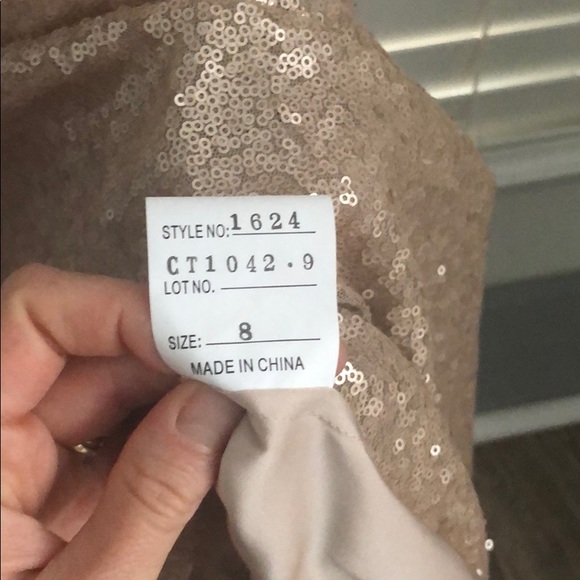 STYLE NO: 1624
CT1042.9
LOT NO.
SIZE: 8
MADE IN CHINA